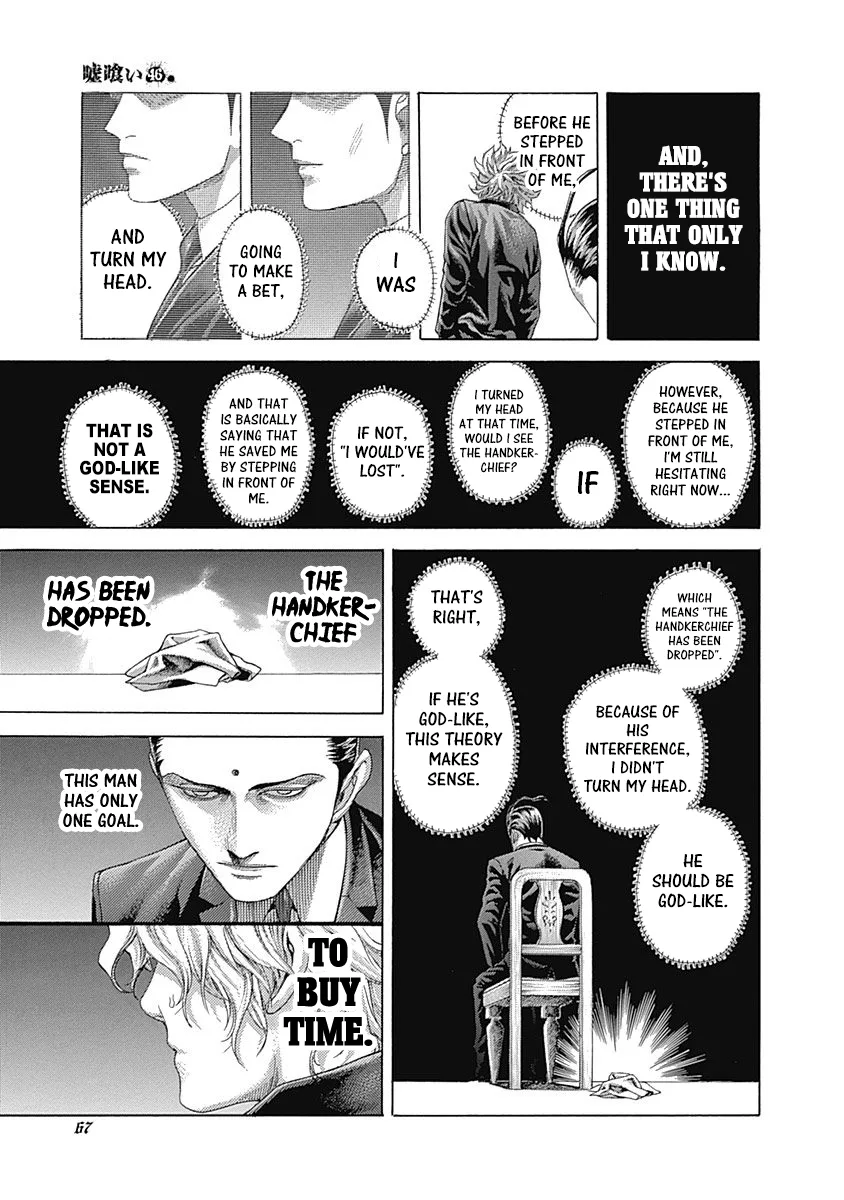 嘘喰い46。
AND,
THERE'S
ONE THING
THAT ONLY
I KNOW.
BEFORE HE
STEPPED
IN FRONT
OF ME,
I
WAS
GOING
TO MAKE
A BET,
AND
TURN MY
HEAD.
HOWEVER,
BECAUSE HE
STEPPED IN
FRONT OF ME,
I'M STILL
HESITATING
RIGHT NOW...
IF
I TURNED
MY HEAD
AT THAT TIME,
WOULD I SEE
THE HANDKER-
CHIEF?
IF NOT,
"I WOULD'VE
LOST".
AND THAT
IS BASICALLY
SAYING THAT
HE SAVED ME
BY STEPPING
IN FRONT OF
ME.
THAT IS
NOT A
GOD-LIKE
SENSE.
WHICH
MEANS "THE
HANDKERCHIEF
HAS BEEN
DROPPED".
BECAUSE OF
HIS
INTERFERENCE,
I DIDN'T
TURN MY HEAD.
HE
SHOULD BE
GOD-LIKE.
THAT'S
RIGHT,
IF HE'S
GOD-LIKE,
THIS THEORY
MAKES
SENSE.
THE
HANDKER-
CHIEF
HAS BEEN
DROPPED.
THIS MAN
HAS ONLY
ONE GOAL.
TO
BUY
TIME.
67